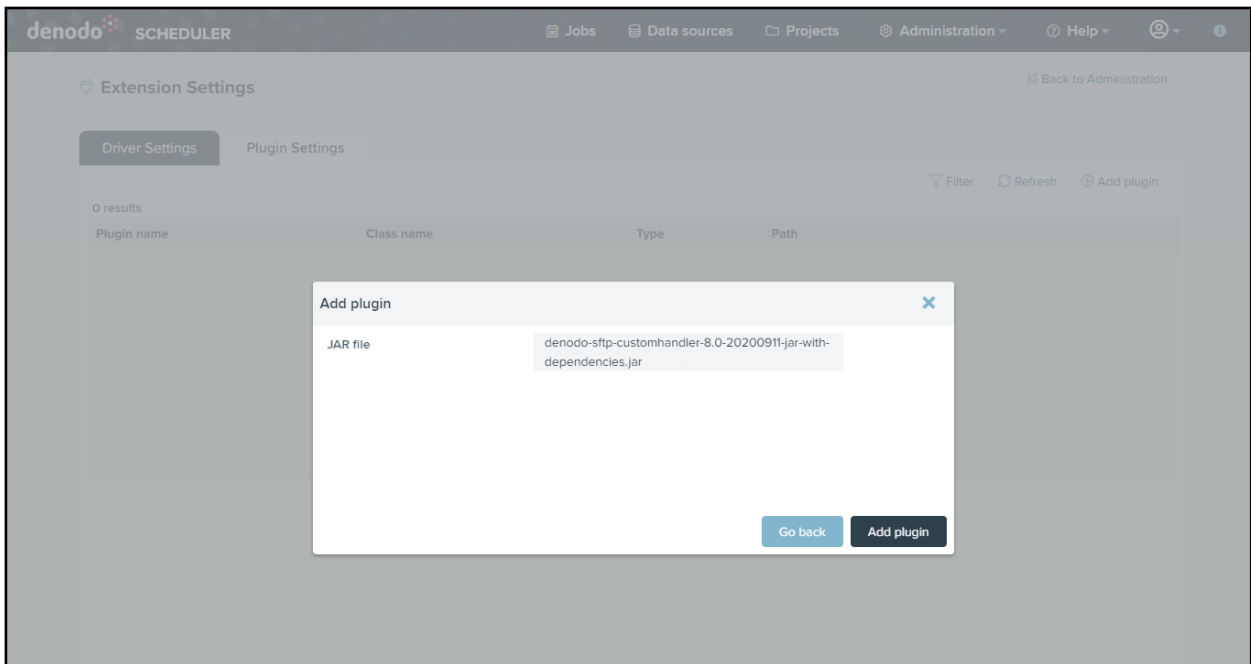 denodo SCHEDULER Jobs Data sources Projects Administration Help
Extension Settings Back to Administration
Driver Settings Plugin Settings
Filter Refresh Add plugin
0 results
Plugin name Class name Type Path
Add plugin
JAR file denodo-sftp-customhandler-8.0-20200911-jar-with-
dependencies.jar
Go back Add plugin